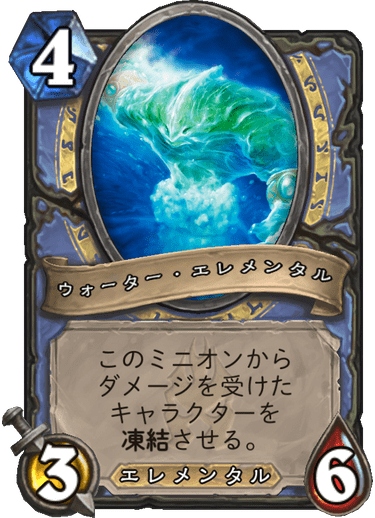 4
ウォーター・エレメンタル
このミニオンから
ダメージを受けた
キャラクターを
凍結させる。
3
エレメンタル
6